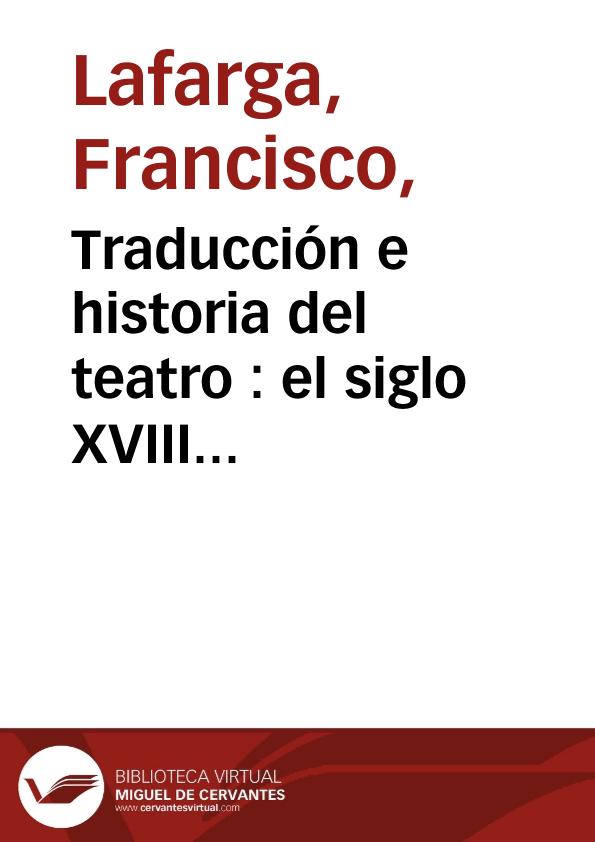 Lafarga,
Francisco,
Traducción e
historia del
teatro : el siglo
XVIII...
BIBLIOTECA VIRTUAL
MIGUEL DE CERVANTES
www.cervantesvirtual.com